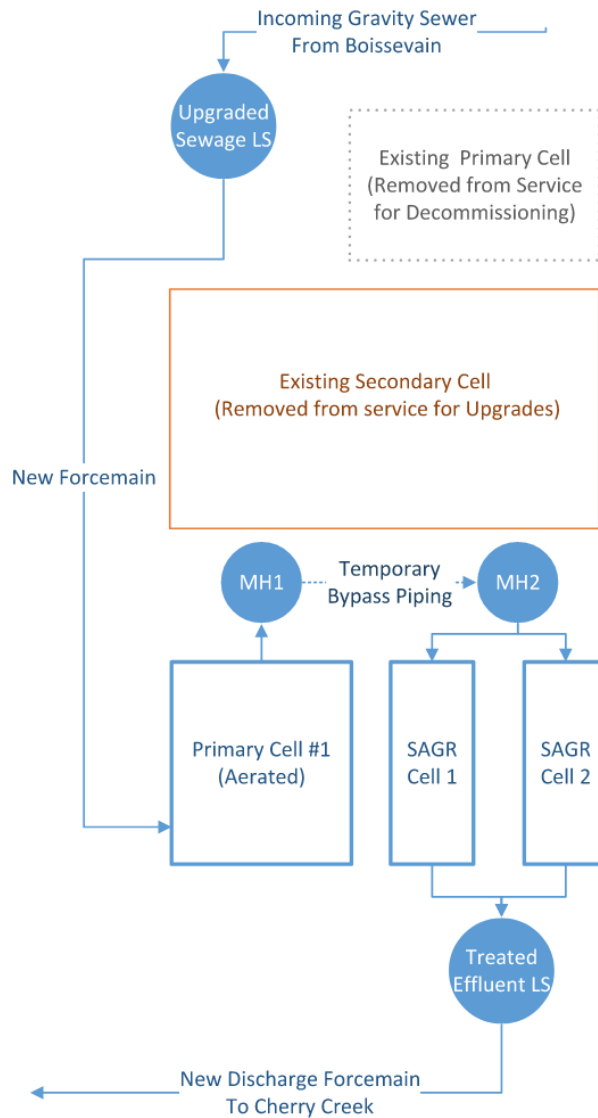 Incoming Gravity Sewer
From Boissevain
Upgraded
Sewage LS
Existing Primary Cell
(Removed from Service
for Decommissioning)
Existing Secondary Cell
(Removed from service for Upgrades)
New Forcemain
MH1
Temporary
Bypass Piping
MH2
Primary Cell #1
(Aerated)
SAGR
Cell 1
SAGR
Cell 2
Treated
Effluent LS
New Discharge Forcemain
To Cherry Creek